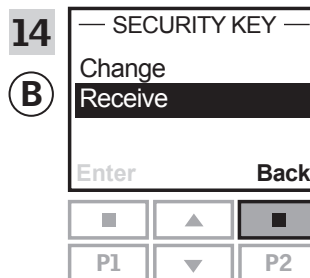 14
B
— SECURITY KEY —
Change
Receive
Enter Back
P1 P2